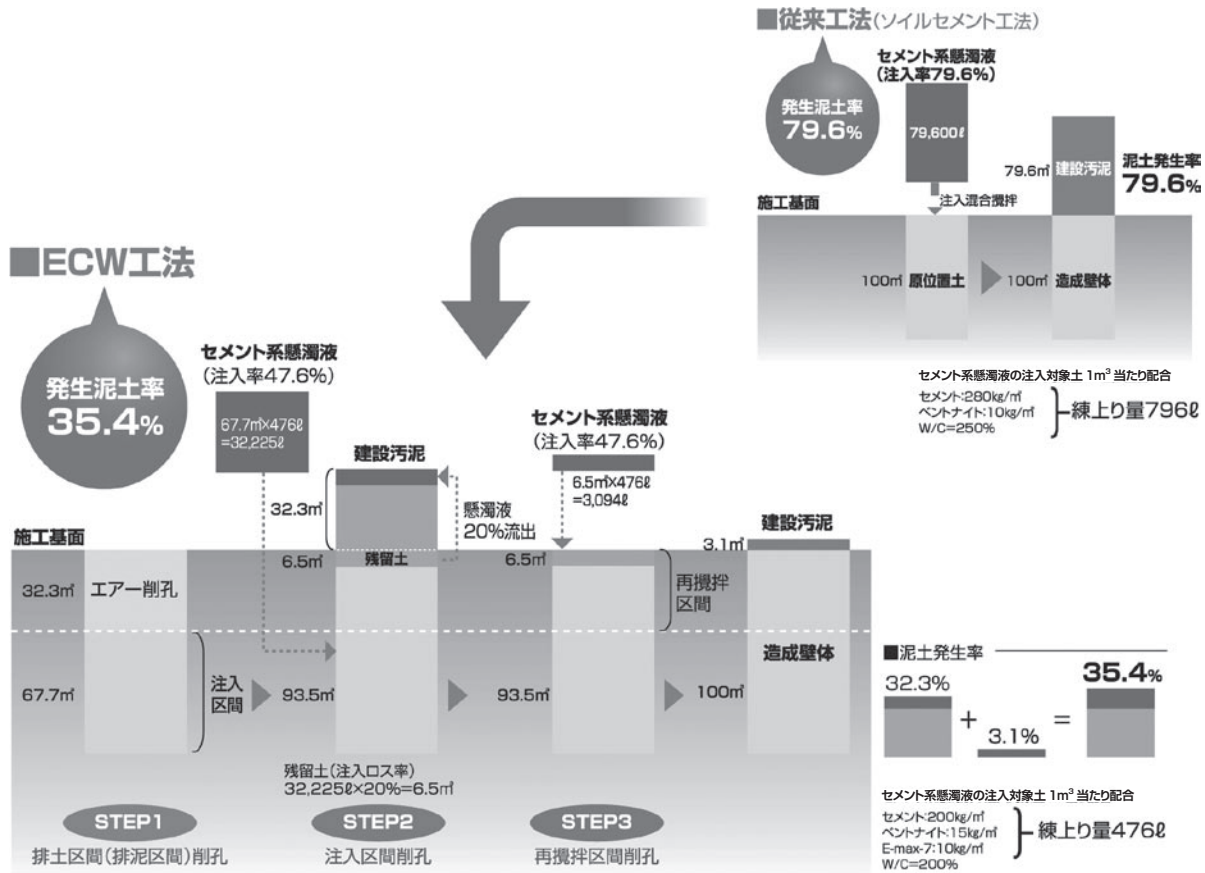 ■従来工法(ソイルセメント工法)
発生泥土率
79.6%
セメント系懸濁液
(注入率79.6%)
79,600ℓ
注入混合攪拌
79.6㎥
建設汚泥
泥土発生率
79.6%
施工基面
100㎥
原位置土
100㎥
造成壁体
セメント系懸濁液の注入対象土 1m³ 当たり配合
セメント:280kg/㎥
ベントナイト:10kg/㎥
W/C=250%
練上り量796ℓ
■ECW工法
発生泥土率
35.4%
セメント系懸濁液
(注入率47.6%)
67.7㎥×476ℓ
=32,225ℓ
建設汚泥
32.3㎥
懸濁液
20%流出
セメント系懸濁液
(注入率47.6%)
6.5㎥×476ℓ
=3,094ℓ
施工基面
32.3㎥
エアー削孔
67.7㎥
注入
区間
6.5㎥
残留土
93.5㎥
残留土(注入ロス率)
32,225ℓ×20%=6.5㎥
6.5㎥
再攪拌
区間
93.5㎥
建設汚泥
3.1㎥
造成壁体
100㎥
STEP1
排土区間(排泥区間)削孔
STEP2
注入区間削孔
STEP3
再攪拌区間削孔
■泥土発生率
32.3%
+
3.1%
=
35.4%
セメント系懸濁液の注入対象土 1m³ 当たり配合
セメント:200kg/㎥
ベントナイト:15kg/㎥
E-max-7:10kg/㎥
W/C=200%
練上り量476ℓ